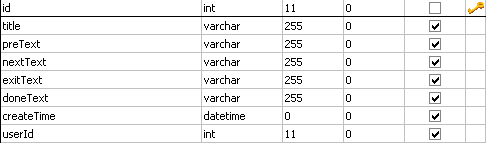 id int 11 0
title varchar 255 0
preText varchar 255 0
nextText varchar 255 0
exitText varchar 255 0
doneText varchar 255 0
createTime datetime 0 0
userId int 11 0